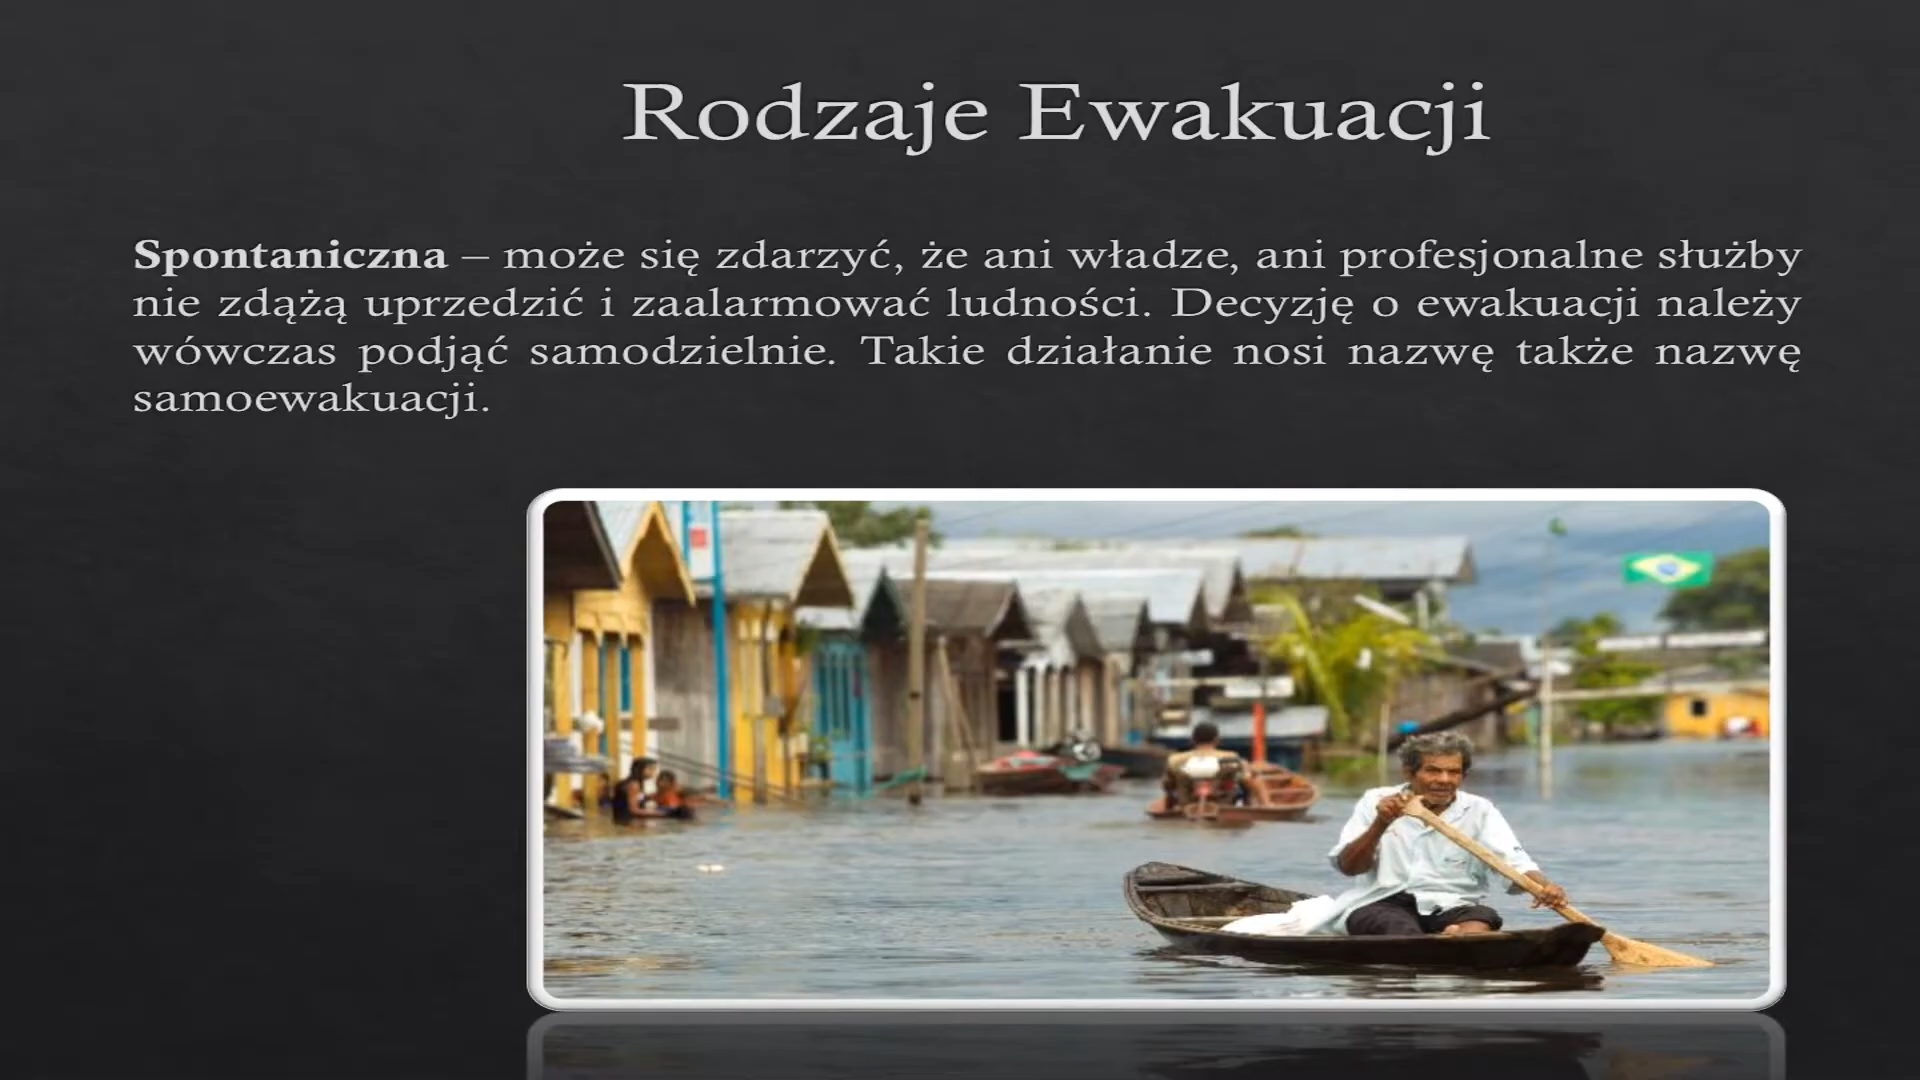 Rodzaje Ewakuacji
Spontaniczna – może się zdarzyć, że ani władze, ani profesjonalne służby
nie zdążą uprzedzić i zaalarmować ludności. Decyzję o ewakuacji należy
wówczas podjąć samodzielnie. Takie działanie nosi nazwę także nazwę
samoewakuacji.